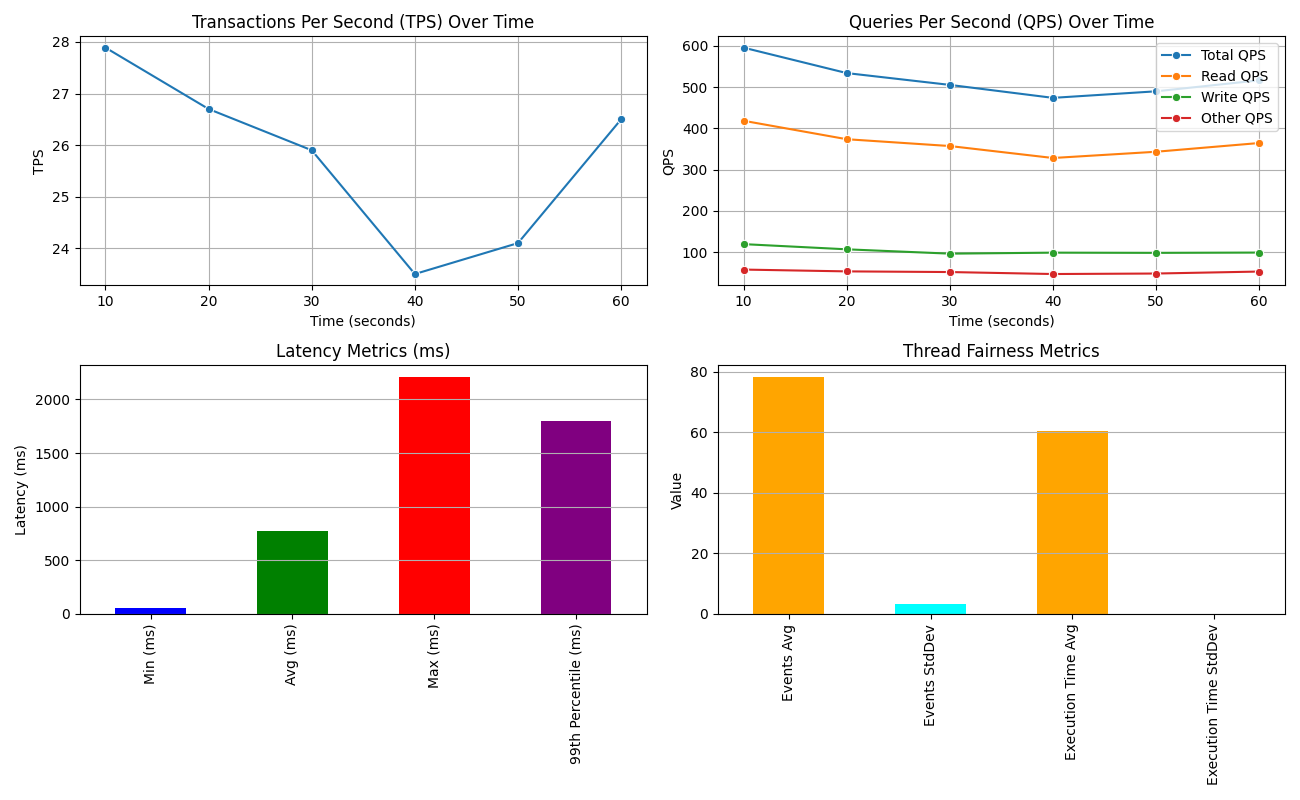 Transactions Per Second (TPS) Over Time
28
27
26
25
24
TPS
10 20 30 40 50 60
Time (seconds)
Queries Per Second (QPS) Over Time
600
500
400
300
200
100
QPS
Total QPS
Read QPS
Write QPS
Other QPS
10 20 30 40 50 60
Time (seconds)
Latency Metrics (ms)
2000
1500
1000
500
0
Latency (ms)
Min (ms)
Avg (ms)
Max (ms)
99th Percentile (ms)
Thread Fairness Metrics
80
60
40
20
0
Value
Events Avg
Events StdDev
Execution Time Avg
Execution Time StdDev